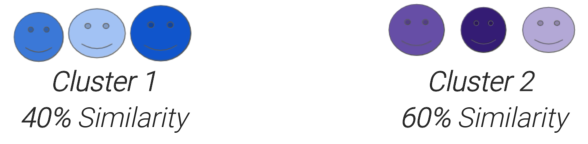 Cluster 1
40% Similarity
Cluster 2
60% Similarity